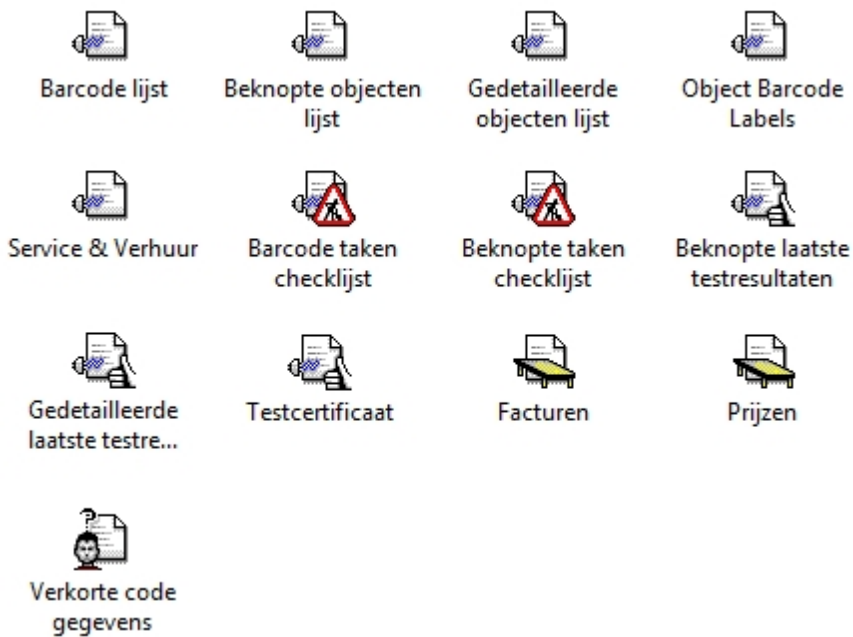 Barcode lijst
Beknopte objecten
lijst
Gedetailleerde
objecten lijst
Object Barcode
Labels
Service & Verhuur
Barcode taken
checklijst
Beknopte taken
checklijst
Beknopte laatste
testresultaten
Gedetailleerde
laatste testre...
Testcertificaat
Facturen
Prijzen
?
Verkorte code
gegevens